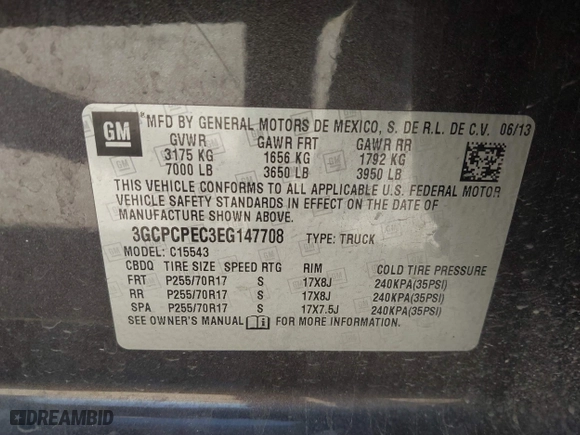 GM
MFD BY GENERAL MOTORS DE MEXICO, S. DE R.L. DE C.V. 06/13
GVWR GAWR FRT GAWR RR
3175 KG 1656 KG 1792 KG
7000 LB 3650 LB 3950 LB
THIS VEHICLE CONFORMS TO ALL APPLICABLE U.S. FEDERAL MOTOR
VEHICLE SAFETY STANDARDS IN EFFECT ON THE DATE OF
MANUFACTURE SHOWN ABOVE.
3GCPCPEC3EG147708 TYPE: TRUCK
MODEL: C15543
CBDQ TIRE SIZE SPEED RTG RIM COLD TIRE PRESSURE
FRT P255/70R17 S 17X8J 240KPA(35PSI)
RR P255/70R17 S 17X8J 240KPA(35PSI)
SPA P255/70R17 S 17X7.5J 240KPA(35PSI)
SEE OWNER'S MANUAL FOR MORE INFORMATION
DREAMBID